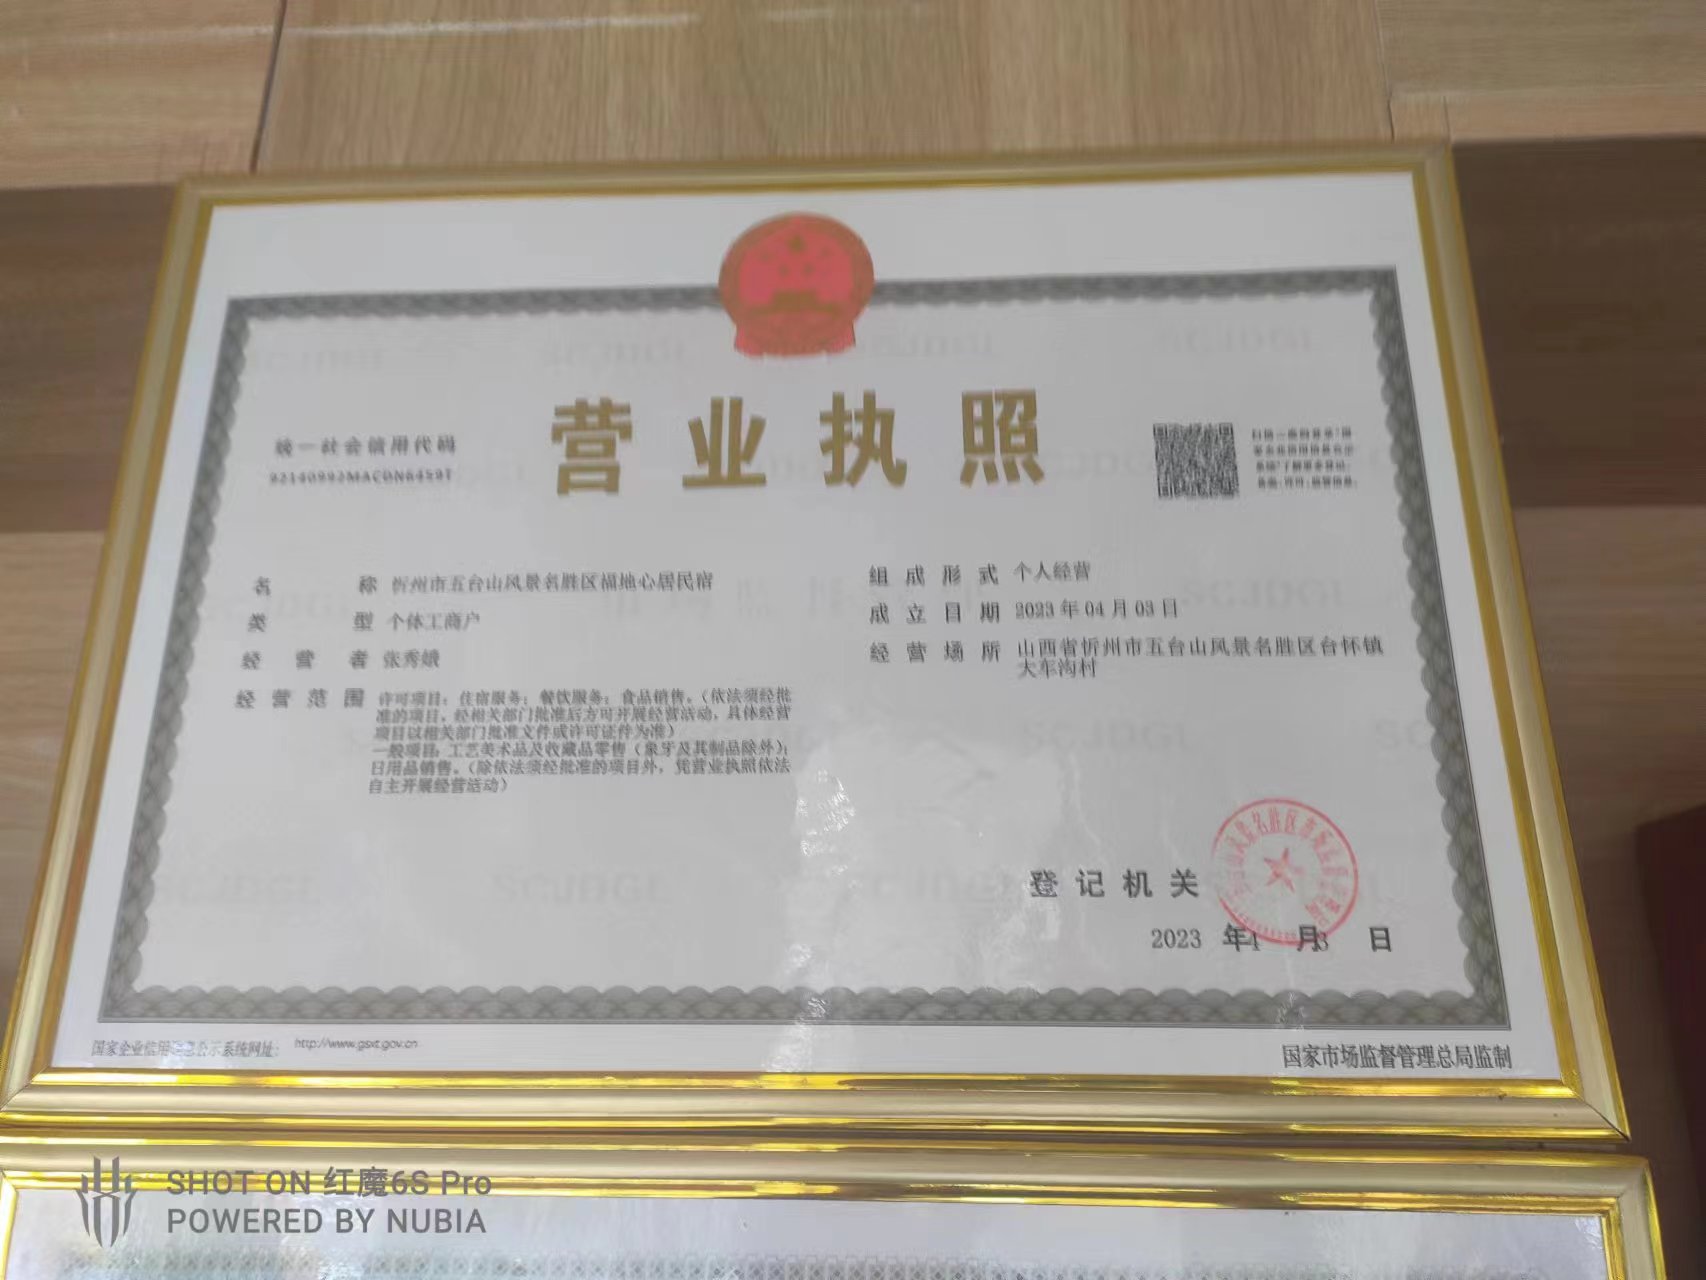 营业执照
统一社会信用代码
92140992MACDN6459T
名 称 忻州市五台山风景名胜区福地心居民宿
类 型 个体工商户
经 营 者 张秀娥
经 营 范 围 许可项目：住宿服务；餐饮服务；食品销售。（依法须经批
准的项目，经相关部门批准后方可开展经营活动，具体经营
项目以相关部门批准文件或许可证件为准）
一般项目：工艺美术品及收藏品零售（象牙及其制品除外）；
日用品销售。（除依法须经批准的项目外，凭营业执照依法
自主开展经营活动）
组 成 形 式 个人经营
成 立 日 期 2023年04月03日
经 营 场 所 山西省忻州市五台山风景名胜区台怀镇
大车沟村
登 记 机 关
2023 年4 月3 日
国家企业信用信息公示系统网址： http://www.gsxt.gov.cn
国家市场监督管理总局监制
SCJDGL
SHOT ON 红魔6S Pro
POWERED BY NUBIA